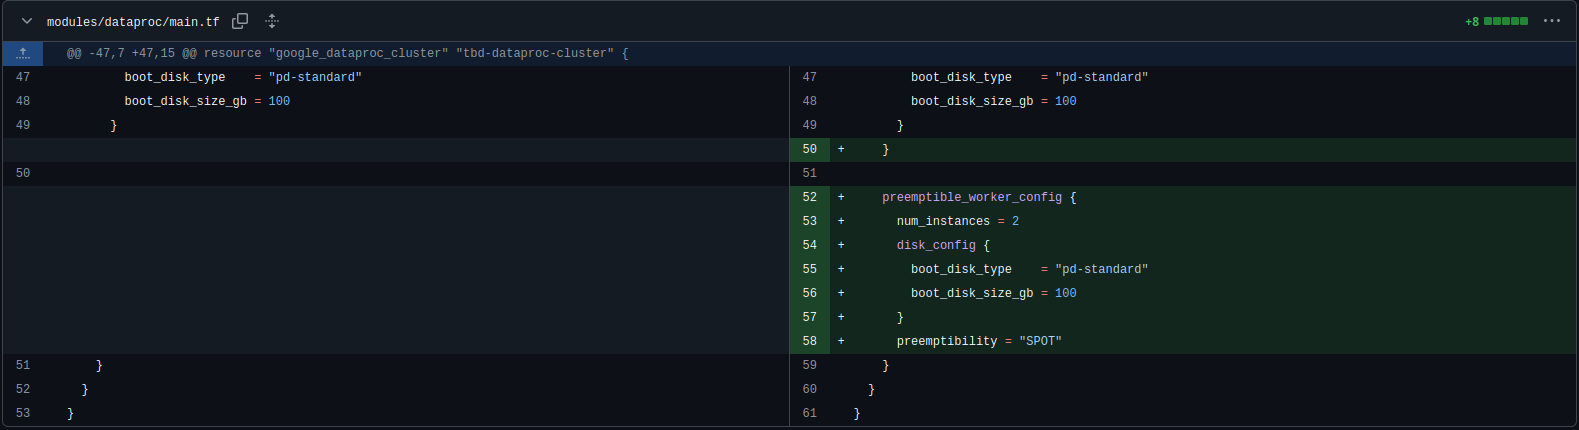 modules/dataproc/main.tf +8
@@ -47,7 +47,15 @@ resource "google_dataproc_cluster" "tbd-dataproc-cluster" {
47 boot_disk_type = "pd-standard" 47 boot_disk_type = "pd-standard"
48 boot_disk_size_gb = 100 48 boot_disk_size_gb = 100
49 } 49 }
50 + }
50 51
52 + preemptible_worker_config {
53 + num_instances = 2
54 + disk_config {
55 + boot_disk_type = "pd-standard"
56 + boot_disk_size_gb = 100
57 + }
58 + preemptibility = "SPOT"
51 } 59 }
52 } 60 }
53 } 61 }